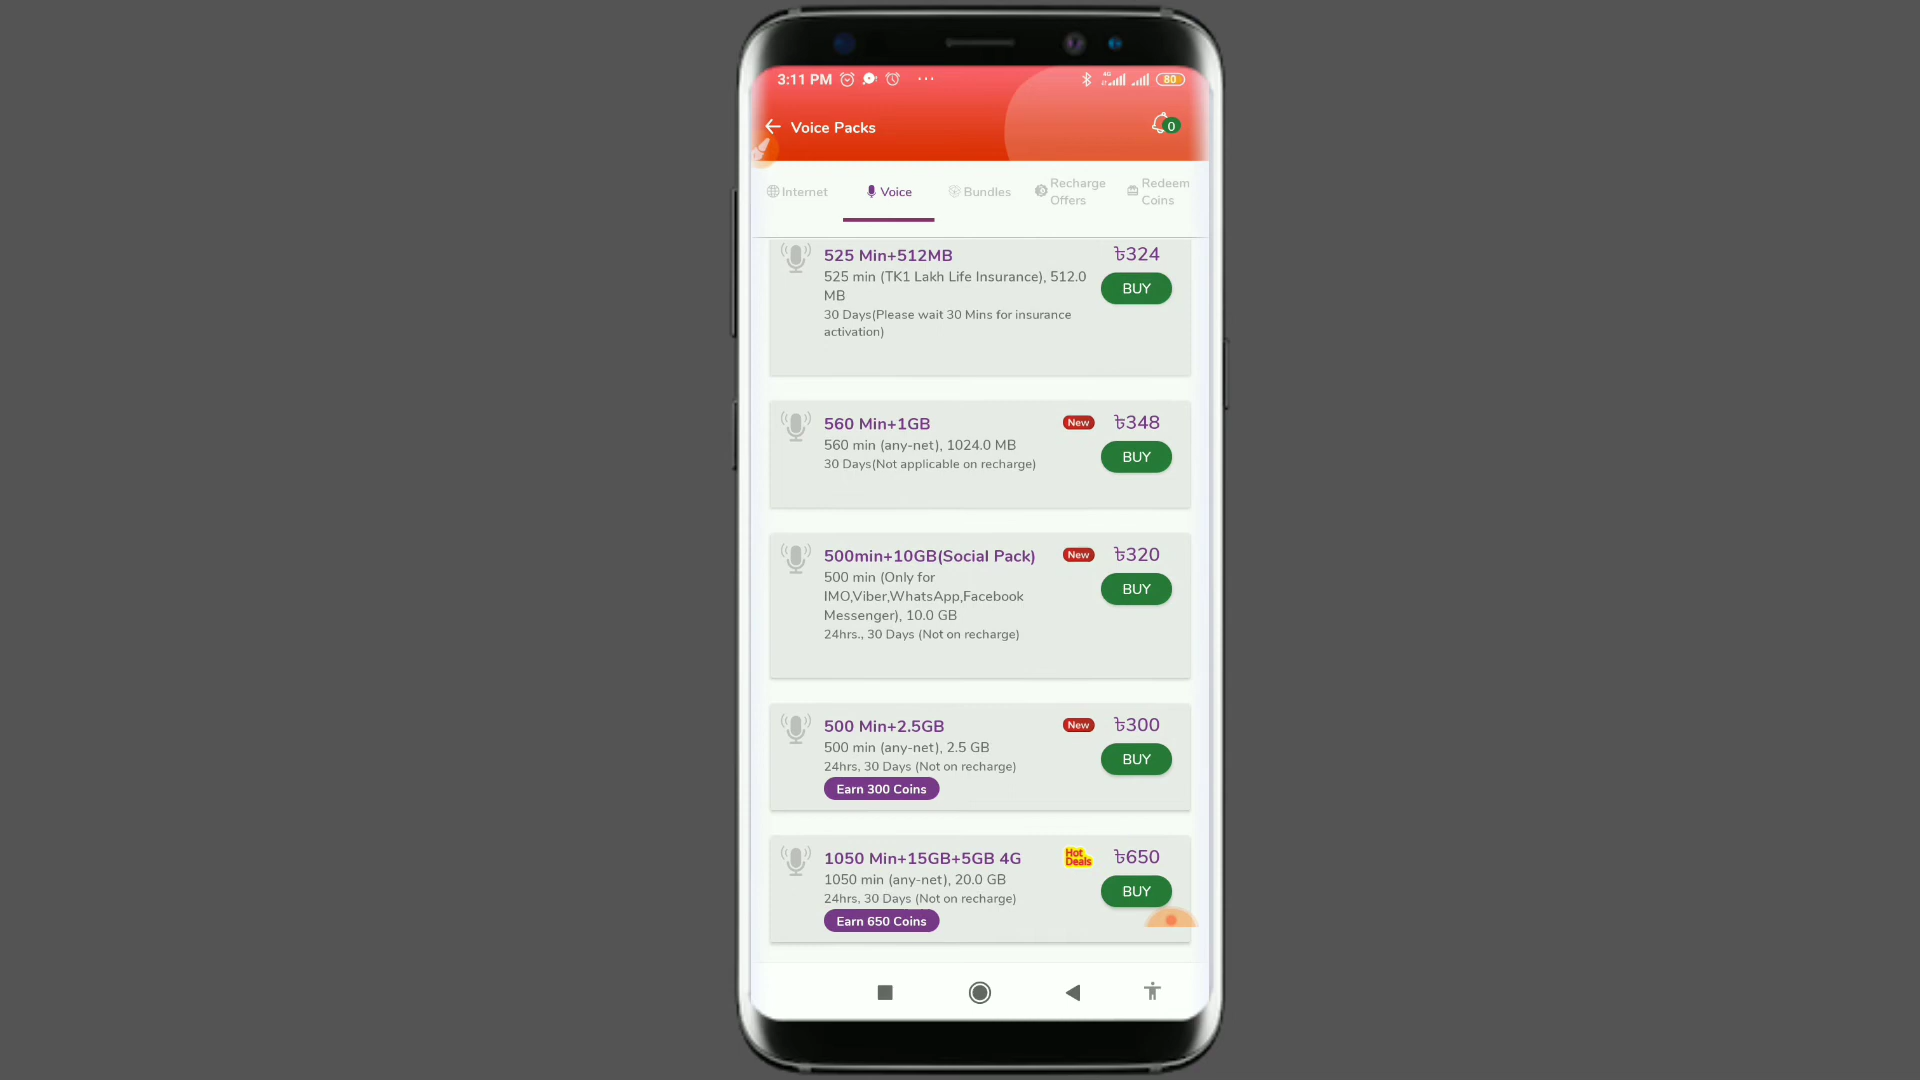 3:11 PM
4G
80
Voice Packs
0
Internet
Voice
Bundles
Recharge
Offers
Redeem
Coins
525 Min+512MB
৳324
525 min (TK1 Lakh Life Insurance), 512.0
MB
BUY
30 Days(Please wait 30 Mins for insurance
activation)
560 Min+1GB
New
৳348
560 min (any-net), 1024.0 MB
BUY
30 Days(Not applicable on recharge)
500min+10GB(Social Pack)
New
৳320
500 min (Only for
IMO,Viber,WhatsApp,Facebook
Messenger), 10.0 GB
BUY
24hrs., 30 Days (Not on recharge)
500 Min+2.5GB
New
৳300
500 min (any-net), 2.5 GB
BUY
24hrs, 30 Days (Not on recharge)
Earn 300 Coins
1050 Min+15GB+5GB 4G
Hot
Deals
৳650
1050 min (any-net), 20.0 GB
BUY
24hrs, 30 Days (Not on recharge)
Earn 650 Coins